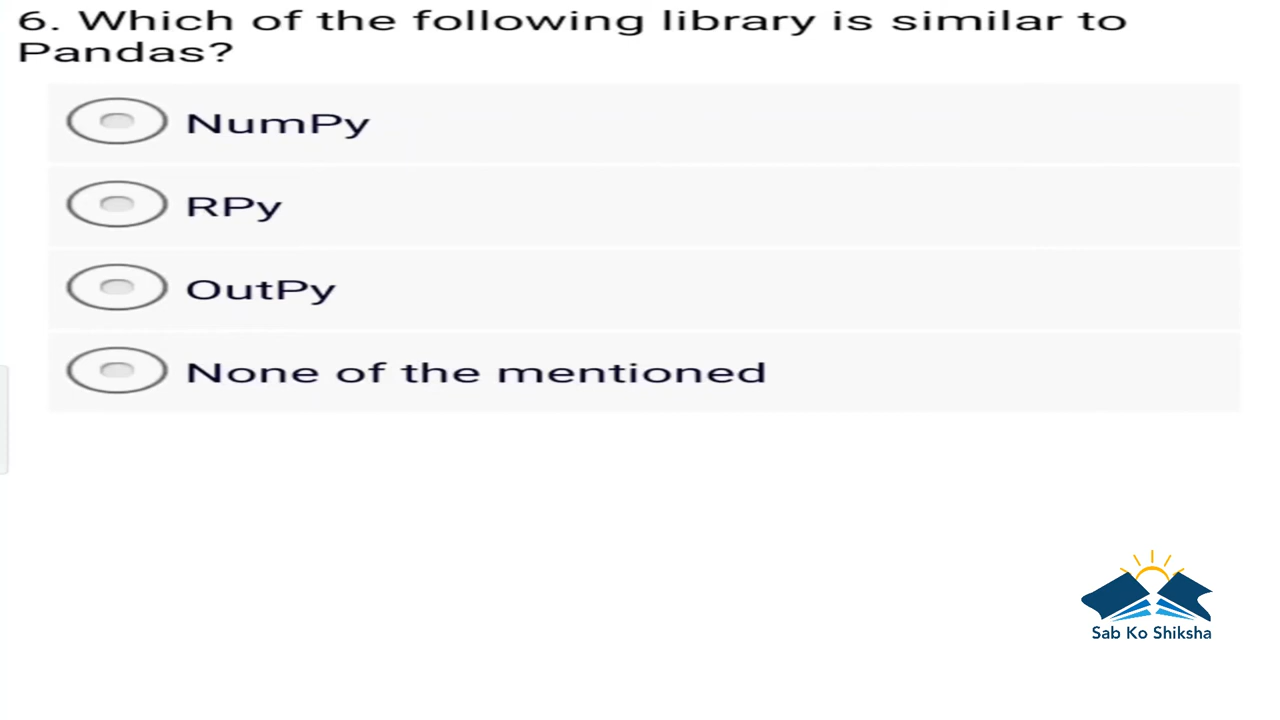 6. Which of the following library is similar to
Pandas?
NumPy
RPy
OutPy
None of the mentioned
Sab Ko Shiksha